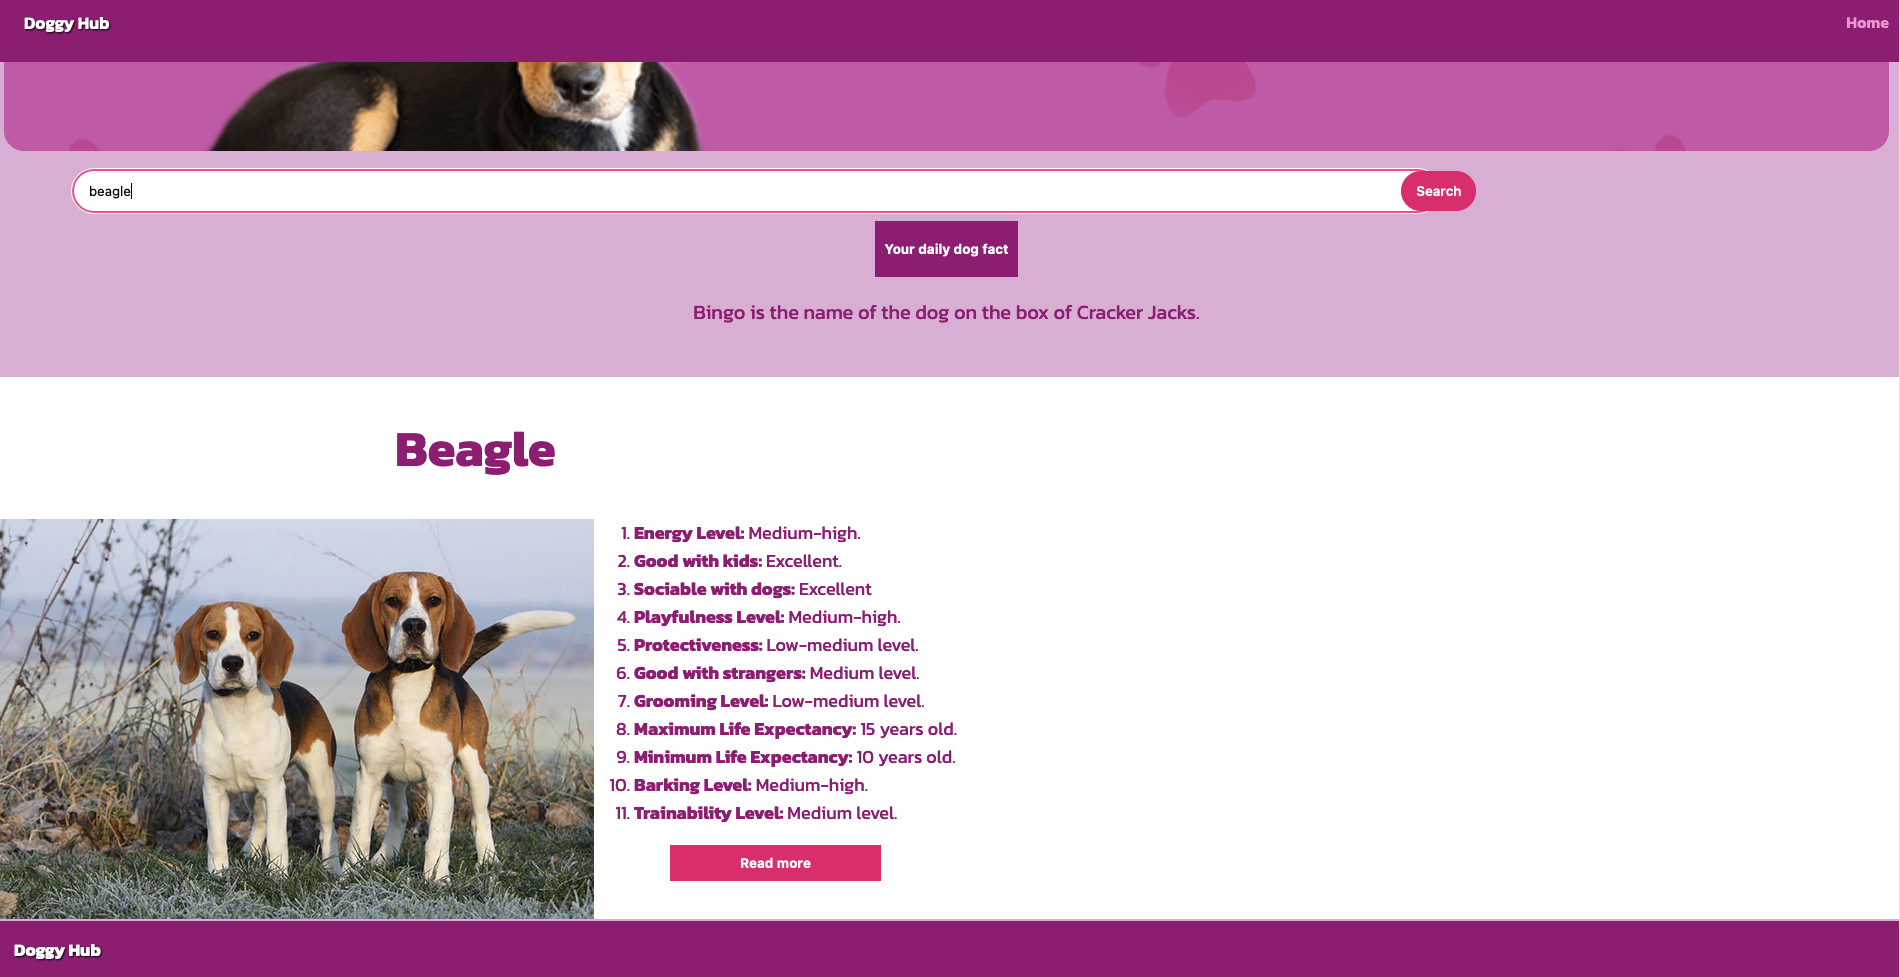 Doggy Hub
Home
beagle
Search
Your daily dog fact
Bingo is the name of the dog on the box of Cracker Jacks.
Beagle
1. Energy Level: Medium-high.
2. Good with kids: Excellent.
3. Sociable with dogs: Excellent
4. Playfulness Level: Medium-high.
5. Protectiveness: Low-medium level.
6. Good with strangers: Medium level.
7. Grooming Level: Low-medium level.
8. Maximum Life Expectancy: 15 years old.
9. Minimum Life Expectancy: 10 years old.
10. Barking Level: Medium-high.
11. Trainability Level: Medium level.
Read more
Doggy Hub